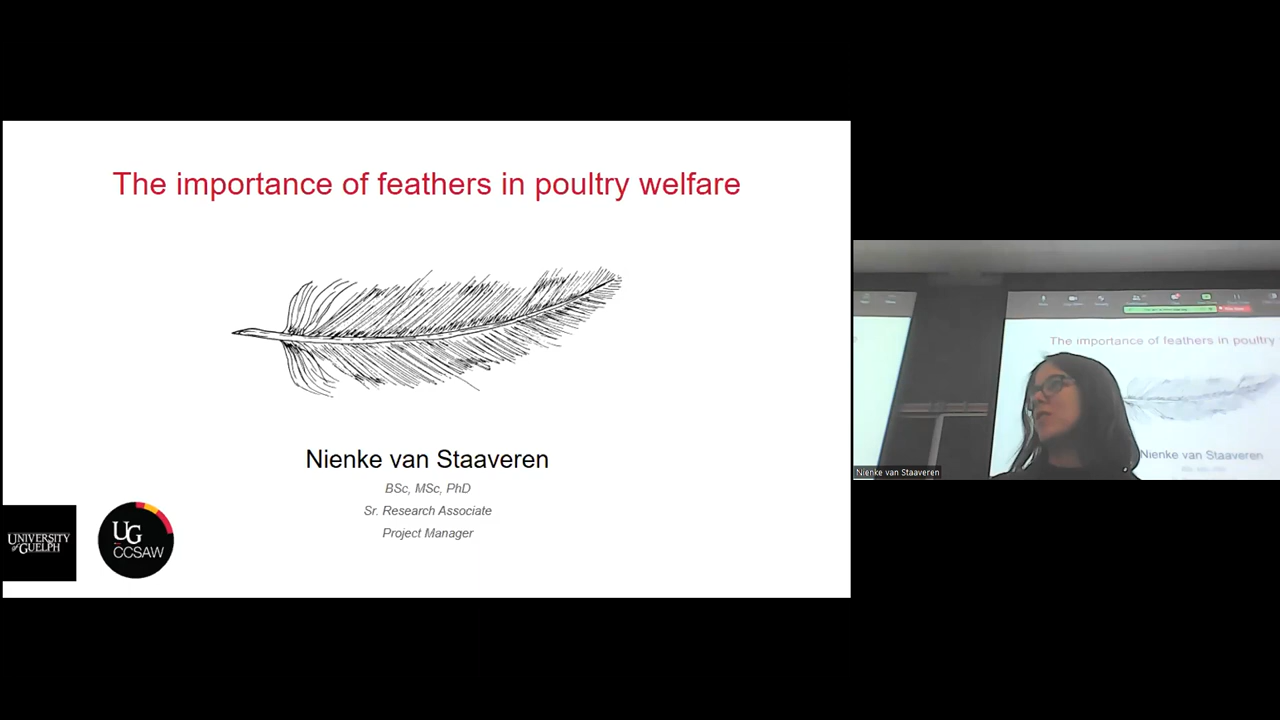 The importance of feathers in poultry welfare
Nienke van Staaveren
BSc, MSc, PhD
Sr. Research Associate
Project Manager
UNIVERSITY
of GUELPH
UG
CCSAW
The importance of feathers in poultry
Nienke van Staaveren
Nienke van Staaveren